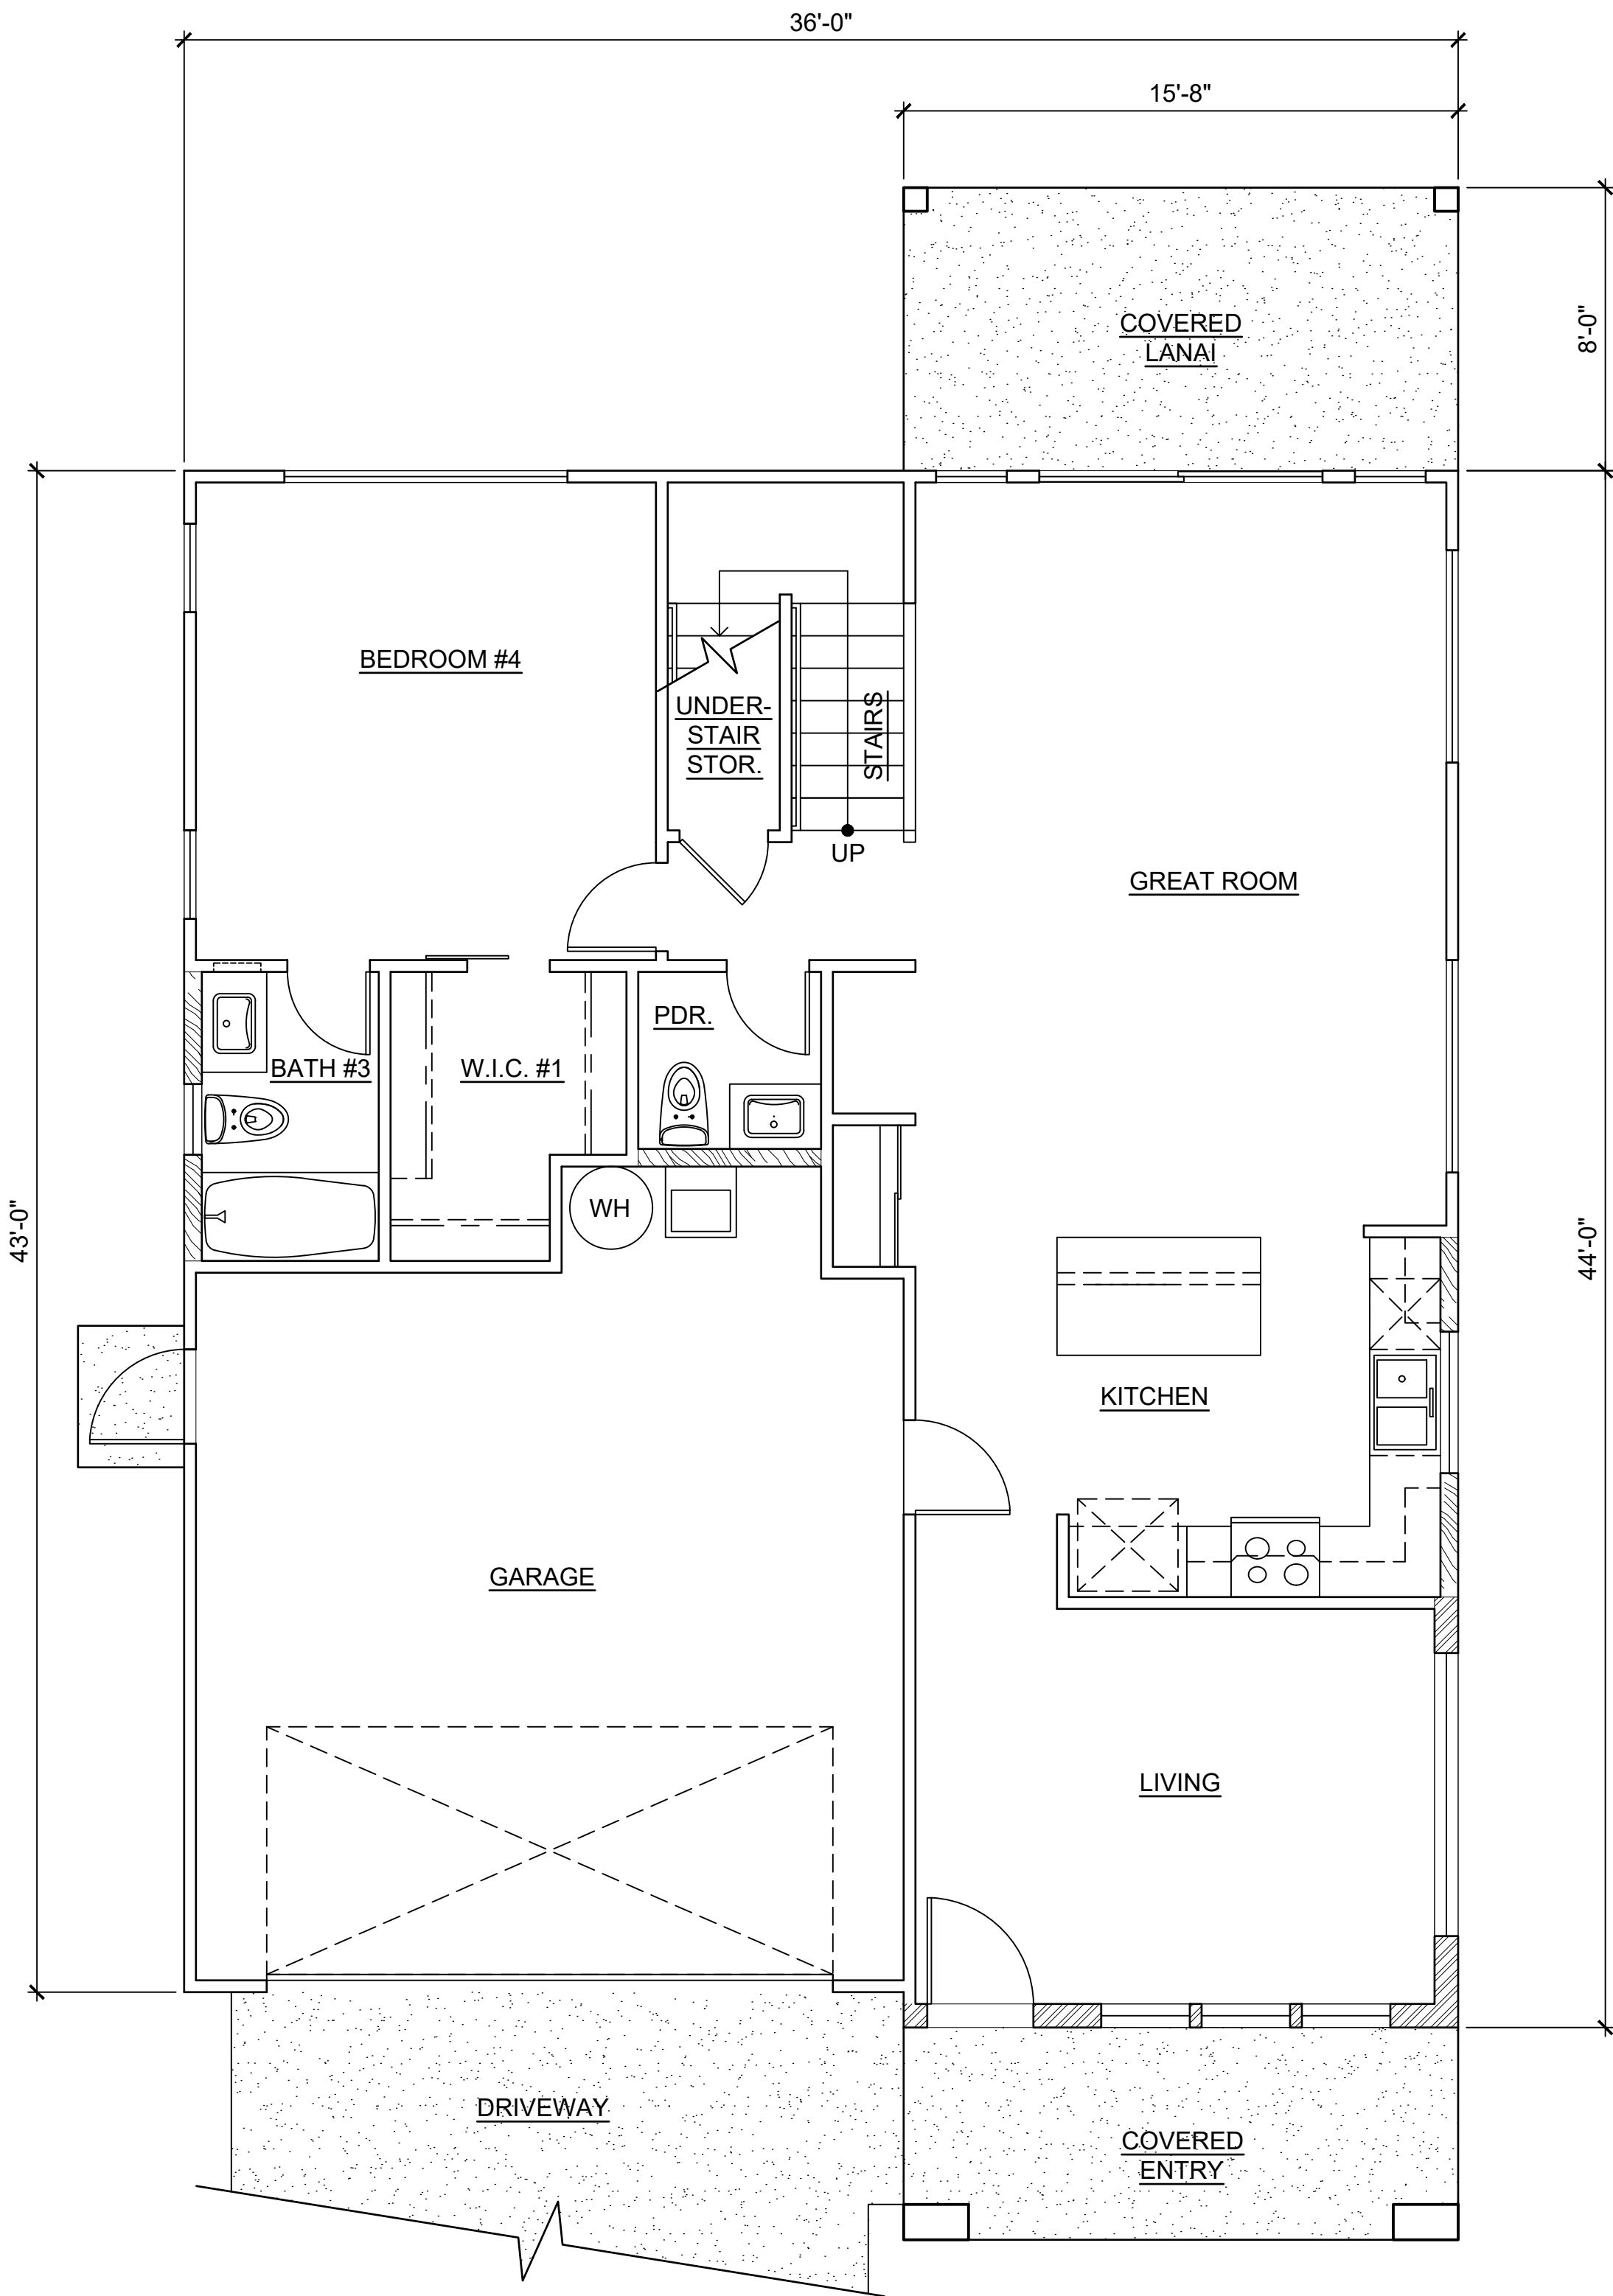 36'-0"
15'-8"
COVERED
LANAI
8'-0"
BEDROOM #4
UNDER-
STAIR
STOR.
STAIRS
UP
GREAT ROOM
PDR.
BATH #3
W.I.C. #1
WH
43'-0"
44'-0"
KITCHEN
GARAGE
LIVING
DRIVEWAY
COVERED
ENTRY